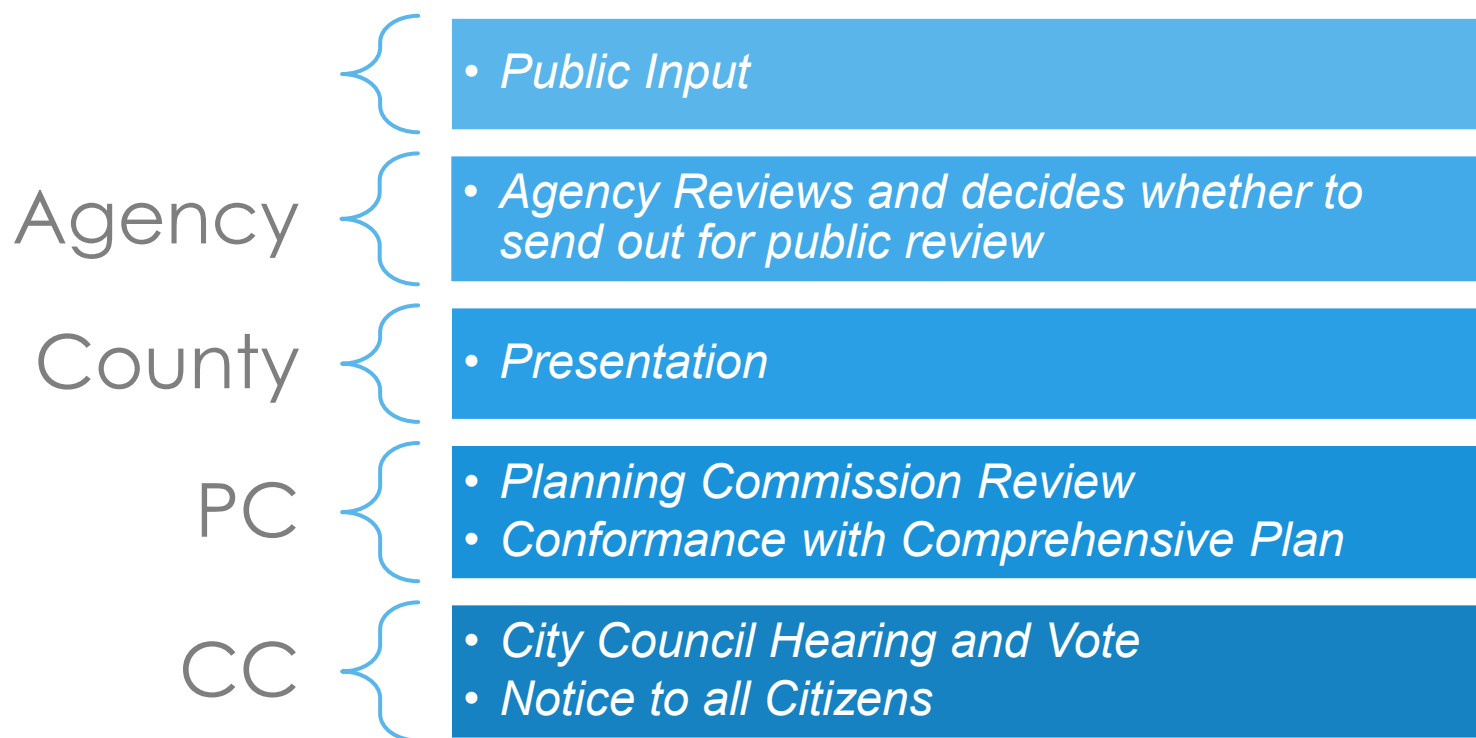 • Public Input
Agency
• Agency Reviews and decides whether to
send out for public review
County
• Presentation
PC
• Planning Commission Review
• Conformance with Comprehensive Plan
CC
• City Council Hearing and Vote
• Notice to all Citizens